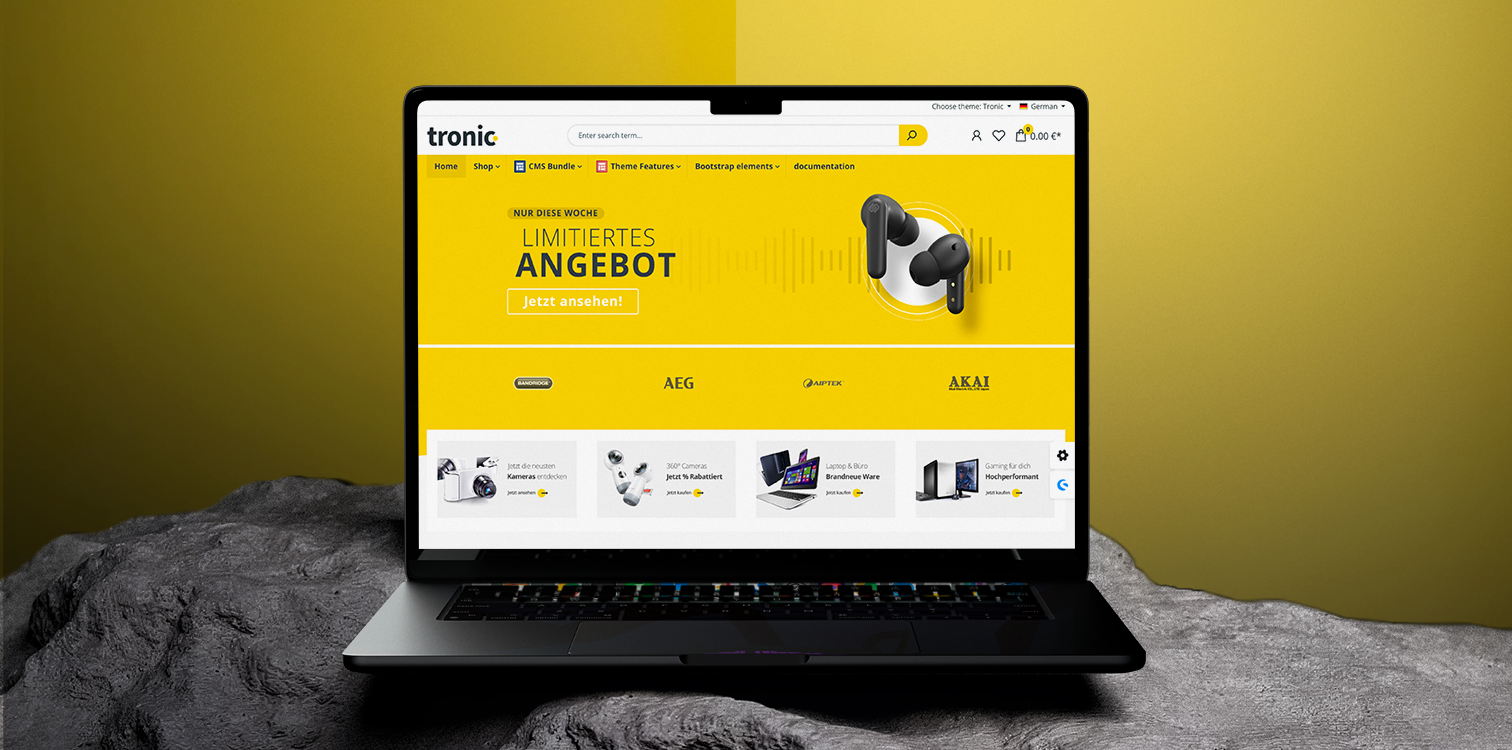 Choose theme: Tronic German
tronic
Enter search term...
0
0.00 €*
Home Shop CMS Bundle Theme Features Bootstrap elements documentation
NUR DIESE WOCHE
LIMITIERTES
ANGEBOT
Jetzt ansehen!
BANDRIDGE
AEG
AIPTEK
AKAI
Jetzt die neusten
Kameras entdecken
Jetzt ansehen
360° Cameras
Jetzt % Rabattiert
Jetzt kaufen
Laptop & Büro
Brandneue Ware
Jetzt kaufen
Gaming für dich
Hochperformant
Jetzt kaufen